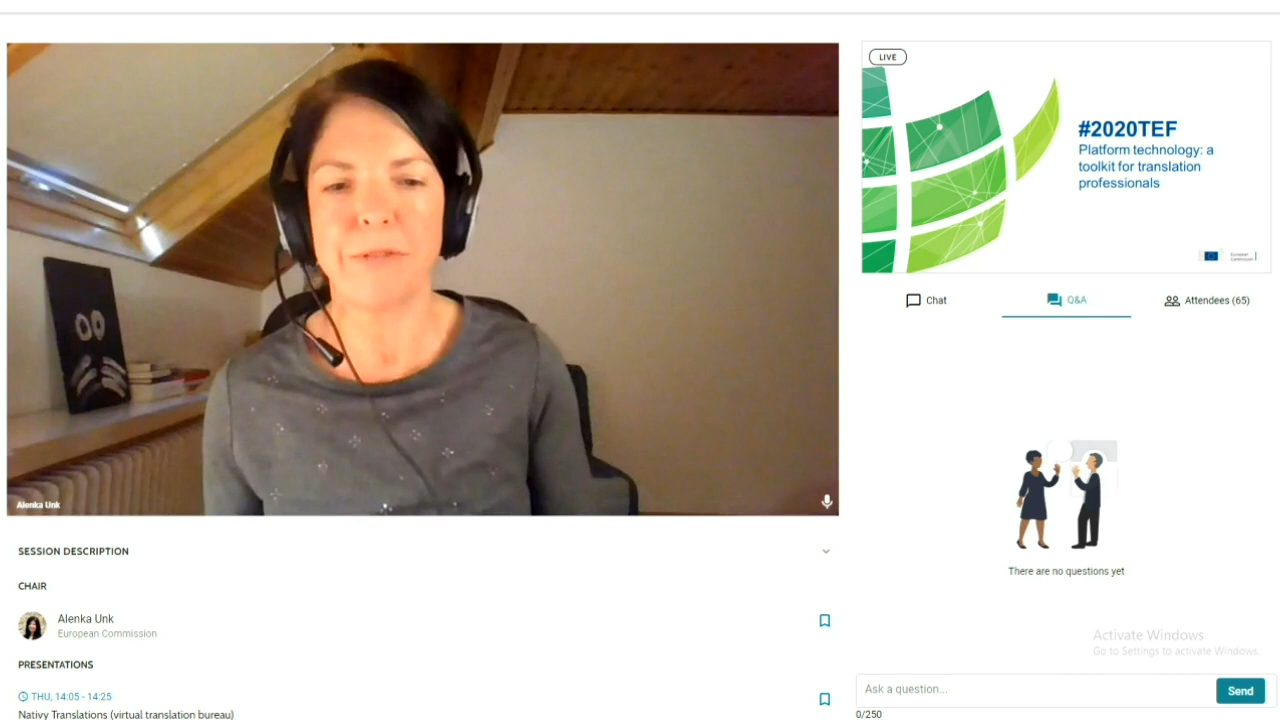 Alenka Unk
SESSION DESCRIPTION
CHAIR
Alenka Unk
European Commission
PRESENTATIONS
THU, 14:05 - 14:25
Nativy Translations (virtual translation bureau)
LIVE
#2020TEF
Platform technology: a
toolkit for translation
professionals
European
Commission
Chat
Q&A
Attendees (65)
There are no questions yet
Activate Windows
Go to Settings to activate Windows.
Ask a question...
Send
0/250